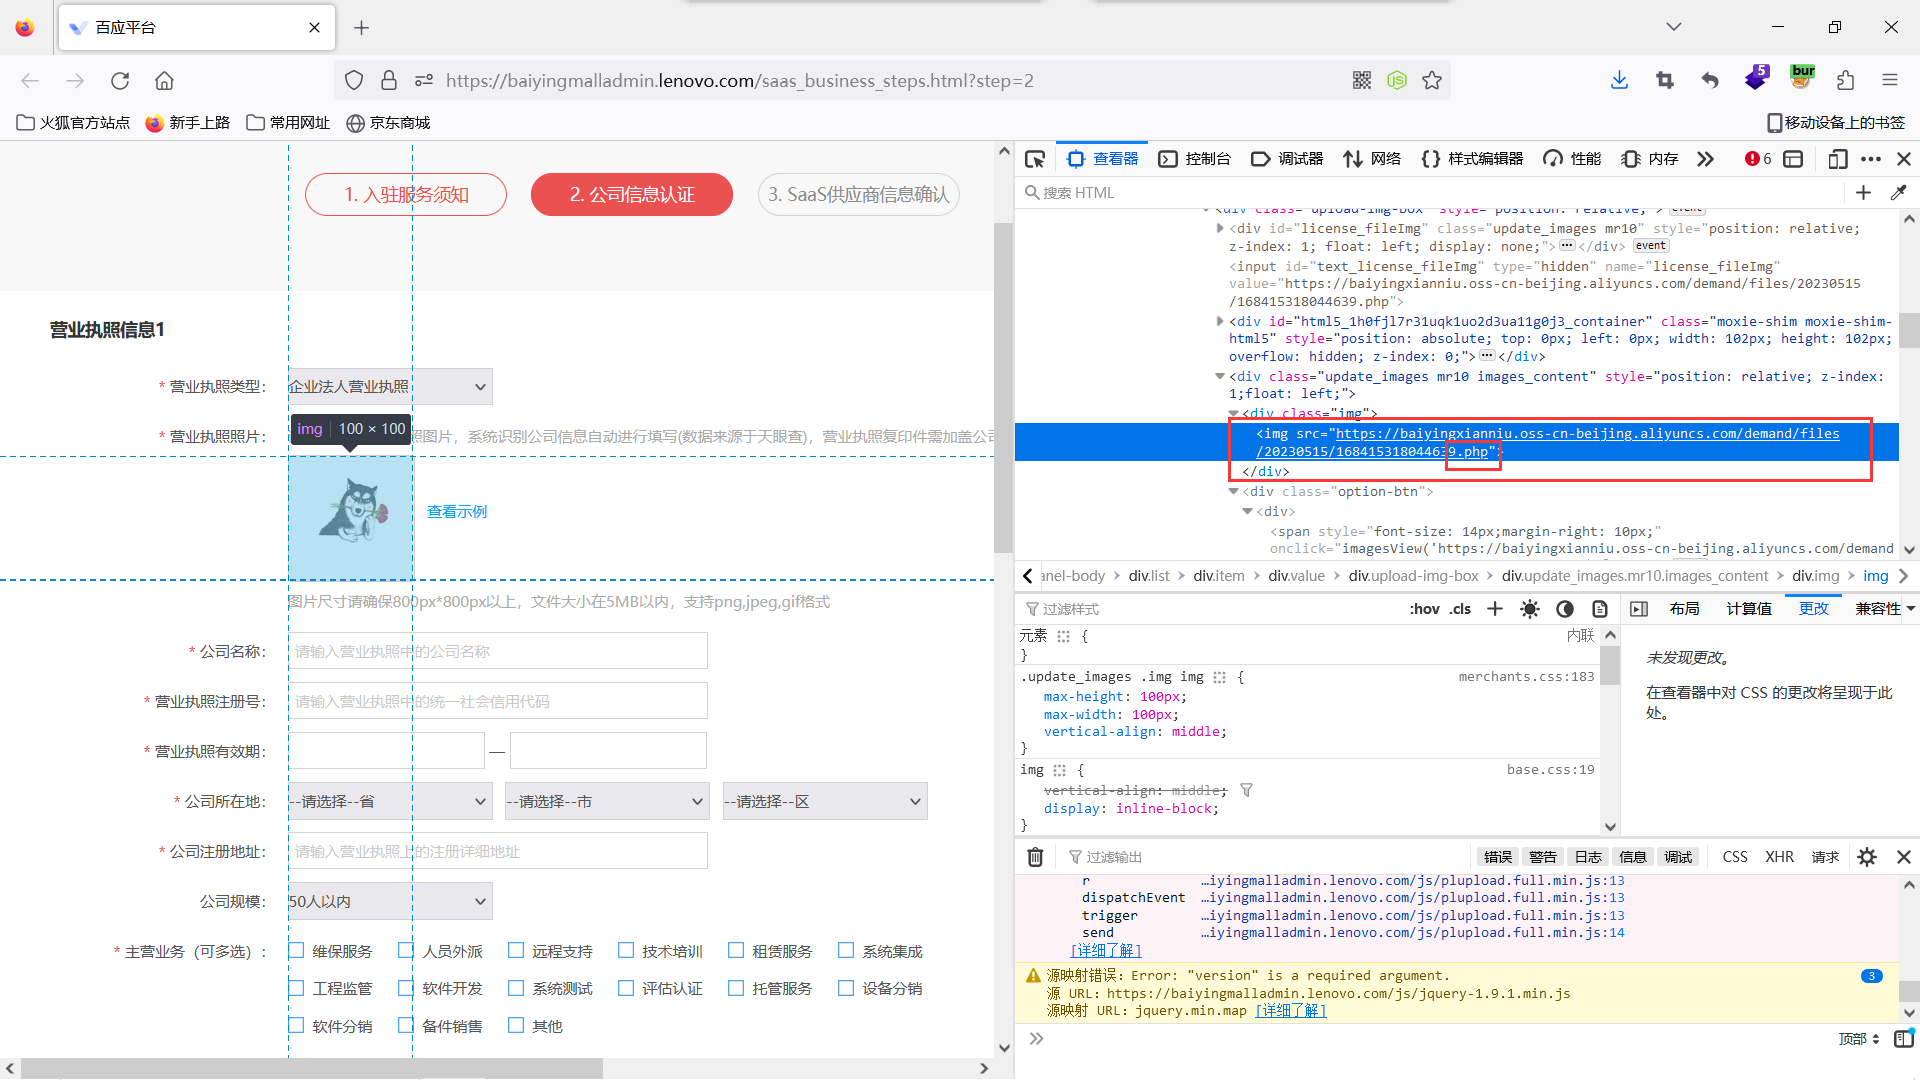 百应平台
https://baiyingmalladmin.lenovo.com/saas_business_steps.html?step=2
5
bur
火狐官方站点
新手上路
常用网址
京东商城
移动设备上的书签
1. 入驻服务须知
2. 公司信息认证
3. SaaS供应商信息确认
营业执照信息1
* 营业执照类型:
企业法人营业执照
* 营业执照照片:
img 100 × 100
照图片，系统识别公司信息自动进行填写(数据来源于天眼查)，营业执照复印件需加盖公司
查看示例
图片尺寸请确保800px*800px以上，文件大小在5MB以内，支持png,jpeg,gif格式
* 公司名称:
请输入营业执照中的公司名称
* 营业执照注册号:
请输入营业执照中的统一社会信用代码
* 营业执照有效期:
—
* 公司所在地:
--请选择--省
--请选择--市
--请选择--区
* 公司注册地址:
请输入营业执照上的注册详细地址
公司规模:
50人以内
* 主营业务（可多选）:
维保服务 人员外派 远程支持 技术培训 租赁服务 系统集成
工程监管 软件开发 系统测试 评估认证 托管服务 设备分销
软件分销 备件销售 其他
查看器 控制台 调试器 网络 样式编辑器 性能 内存 6
搜索 HTML
<div class="upload-img-box" style="position: relative;"> event
<div id="license_fileImg" class="update_images mr10" style="position: relative;
z-index: 1; float: left; display: none;"></div> event
<input id="text_license_fileImg" type="hidden" name="license_fileImg"
value="https://baiyingxianniu.oss-cn-beijing.aliyuncs.com/demand/files/20230515
/168415318044639.php">
<div id="html5_1h0fjl7r31uqk1uo2d3ua11g0j3_container" class="moxie-shim moxie-shim-
html5" style="position: absolute; top: 0px; left: 0px; width: 102px; height: 102px;
overflow: hidden; z-index: 0;"></div>
<div class="update_images mr10 images_content" style="position: relative; z-index:
1;float: left;">
<div class="img">
<img src="https://baiyingxianniu.oss-cn-beijing.aliyuncs.com/demand/files
/20230515/168415318044639.php">
</div>
<div class="option-btn">
<div>
<span style="font-size: 14px;margin-right: 10px;"
onclick="imagesView('https://baiyingxianniu.oss-cn-beijing.aliyuncs.com/demand
anel-body > div.list > div.item > div.value > div.upload-img-box > div.update_images.mr10.images_content > div.img > img
过滤样式
:hov .cls
布局 计算值 更改 兼容性
元素 { 内联
}
.update_images .img img { merchants.css:183
max-height: 100px;
max-width: 100px;
vertical-align: middle;
}
img { base.css:19
vertical-align: middle;
display: inline-block;
}
未发现更改。
在查看器中对 CSS 的更改将呈现于此
处。
过滤输出
错误 警告 日志 信息 调试 CSS XHR 请求
r …iyingmalladmin.lenovo.com/js/plupload.full.min.js:13
dispatchEvent …iyingmalladmin.lenovo.com/js/plupload.full.min.js:13
trigger …iyingmalladmin.lenovo.com/js/plupload.full.min.js:13
send …iyingmalladmin.lenovo.com/js/plupload.full.min.js:14
[详细了解]
源映射错误：Error: "version" is a required argument. 3
源 URL：https://baiyingmalladmin.lenovo.com/js/jquery-1.9.1.min.js
源映射 URL：jquery.min.map [详细了解]
顶部